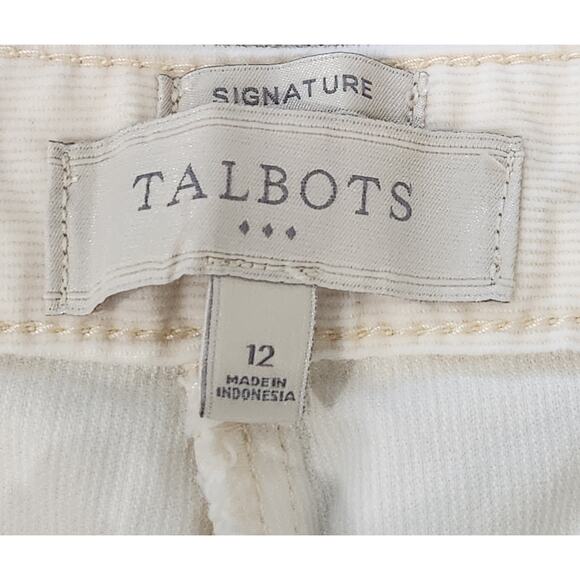 SIGNATURE
TALBOTS
12
MADE IN
INDONESIA